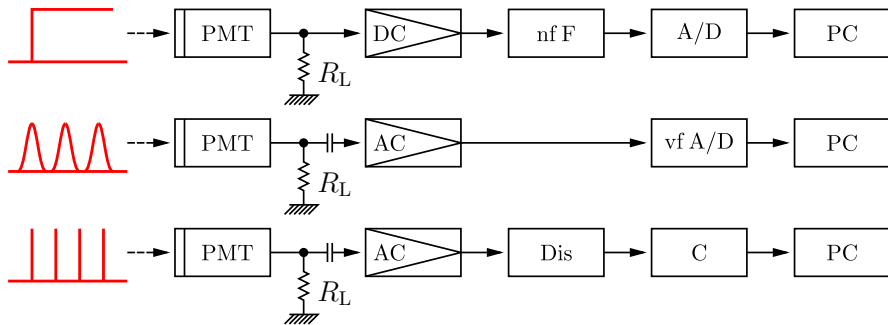 PMT DC nf F A/D PC
R_L
PMT AC vf A/D PC
R_L
PMT AC Dis C PC
R_L